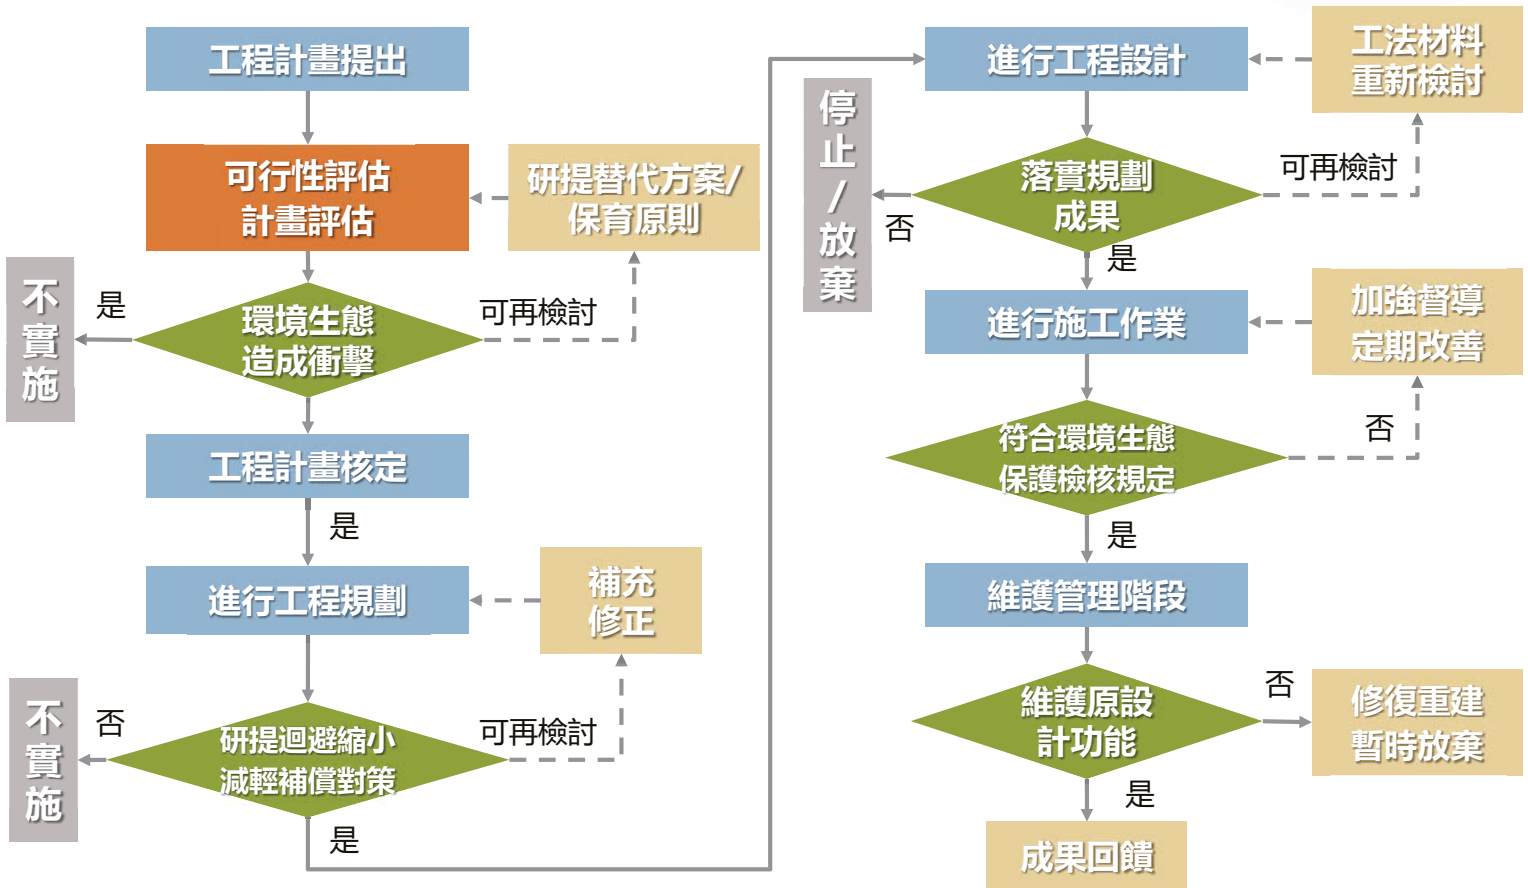 工程計畫提出
可行性評估
計畫評估
研提替代方案/
保育原則
不實施
是
環境生態
造成衝擊
可再檢討
工程計畫核定
是
進行工程規劃
補充
修正
不實施
否
研提迴避縮小
減輕補償對策
可再檢討
是
進行工程設計
工法材料
重新檢討
停止/放棄
否
落實規劃
成果
可再檢討
是
進行施工作業
加強督導
定期改善
符合環境生態
保護檢核規定
否
是
維護管理階段
維護原設
計功能
否
修復重建
暫時放棄
是
成果回饋